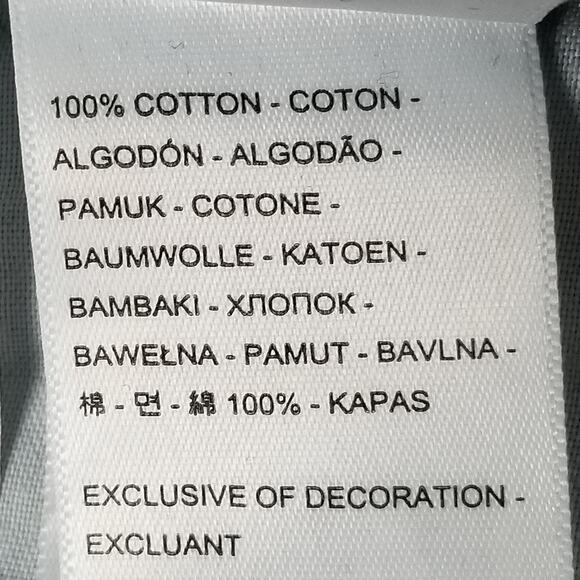 100% COTTON - COTON -
ALGODÓN - ALGODÃO -
PAMUK - COTONE -
BAUMWOLLE - KATOEN -
BAMBAKI - ХЛОПОК -
BAWEŁNA - PAMUT - BAVLNA -
棉 - 면 - 綿 100% - KAPAS
EXCLUSIVE OF DECORATION -
EXCLUANT